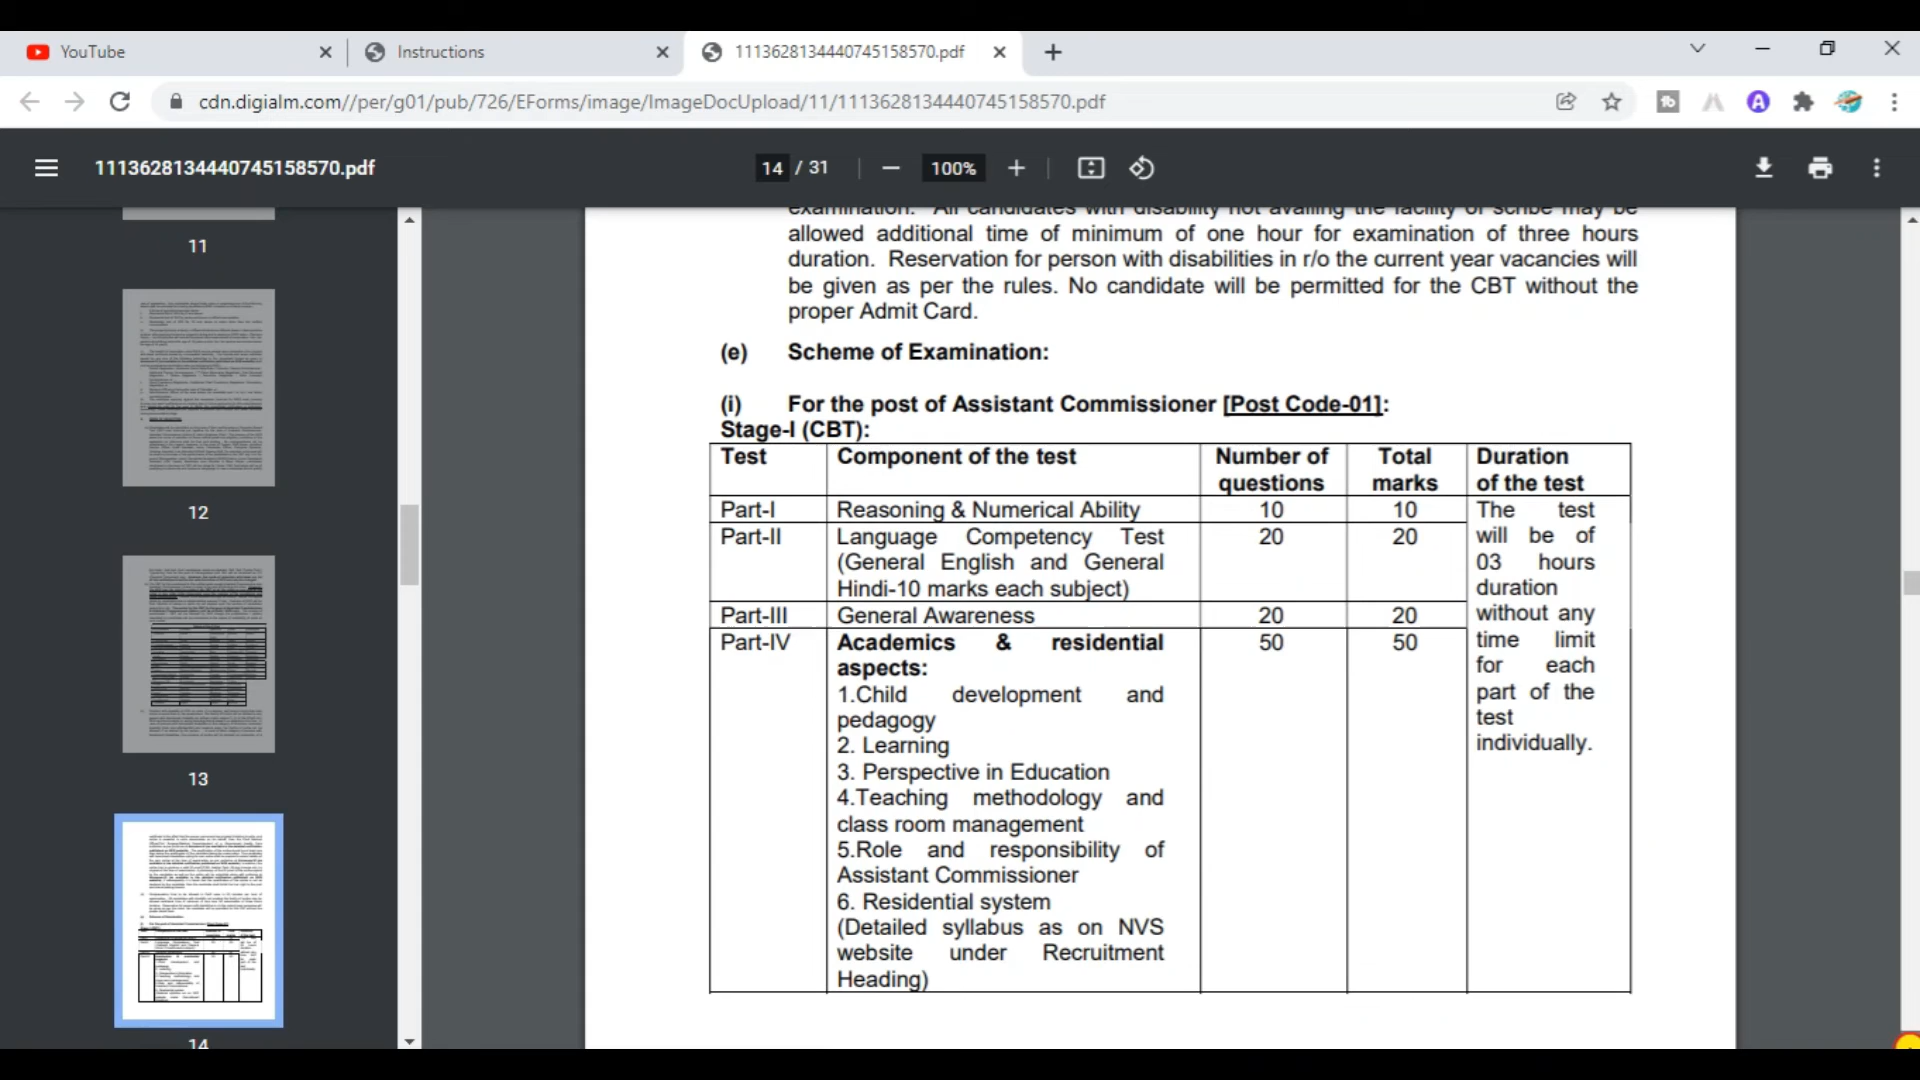 YouTube
Instructions
1113628134440745158570.pdf
cdn.digialm.com//per/g01/pub/726/EForms/image/ImageDocUpload/11/1113628134440745158570.pdf
1113628134440745158570.pdf
14 / 31
100%
11
12
13
14
examination. All candidates with disability not availing the facility of scribe may be
allowed additional time of minimum of one hour for examination of three hours
duration. Reservation for person with disabilities in r/o the current year vacancies will
be given as per the rules. No candidate will be permitted for the CBT without the
proper Admit Card.
(e) Scheme of Examination:
(i) For the post of Assistant Commissioner [Post Code-01]:
Stage-I (CBT):
Test Component of the test Number of questions Total marks Duration of the test
Part-I Reasoning & Numerical Ability 10 10
Part-II Language Competency Test 20 20
(General English and General
Hindi-10 marks each subject)
Part-III General Awareness 20 20
Part-IV Academics & residential 50 50
aspects:
1.Child development and
pedagogy
2. Learning
3. Perspective in Education
4.Teaching methodology and
class room management
5.Role and responsibility of
Assistant Commissioner
6. Residential system
(Detailed syllabus as on NVS
website under Recruitment
Heading)
The test
will be of
03 hours
duration
without any
time limit
for each
part of the
test
individually.